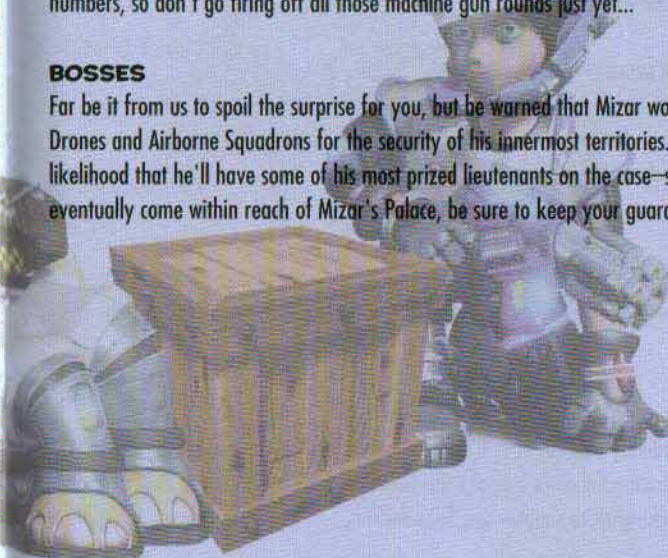 numbers, so don't go firing off all those machine gun rounds just yet...
BOSSES
Far be it from us to spoil the surprise for you, but be warned that Mizar wo
Drones and Airborne Squadrons for the security of his innermost territories.
likelihood that he'll have some of his most prized lieutenants on the case—s
eventually come within reach of Mizar's Palace, be sure to keep your guard